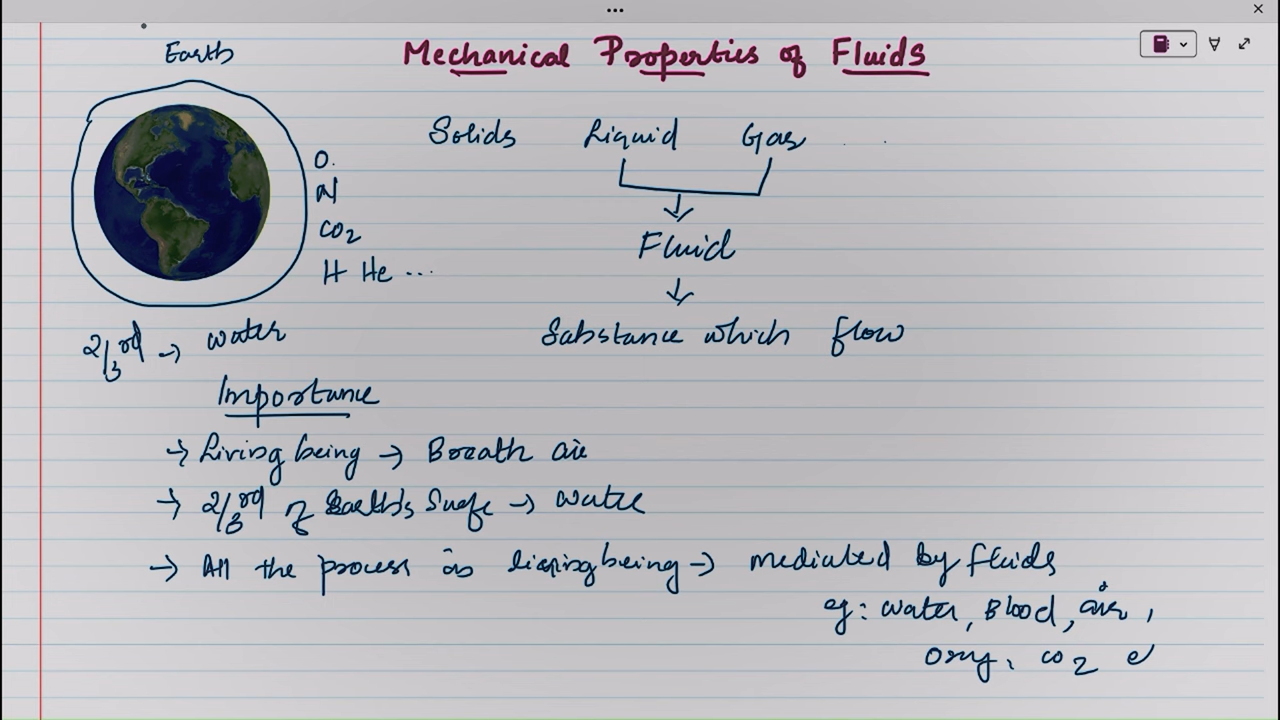 Earth
Mechanical Properties of Fluids
Solids Liquid Gas
O.
N
CO2
H He ...
Fluid
Substance which flow
2/3rd → water
Importance
→ Living being → Breath air
→ 2/3rd of Earth's Surfe → water
→ All the process in living being → mediated by fluids
eg: water, Blood, air,
Oxy, CO2 e